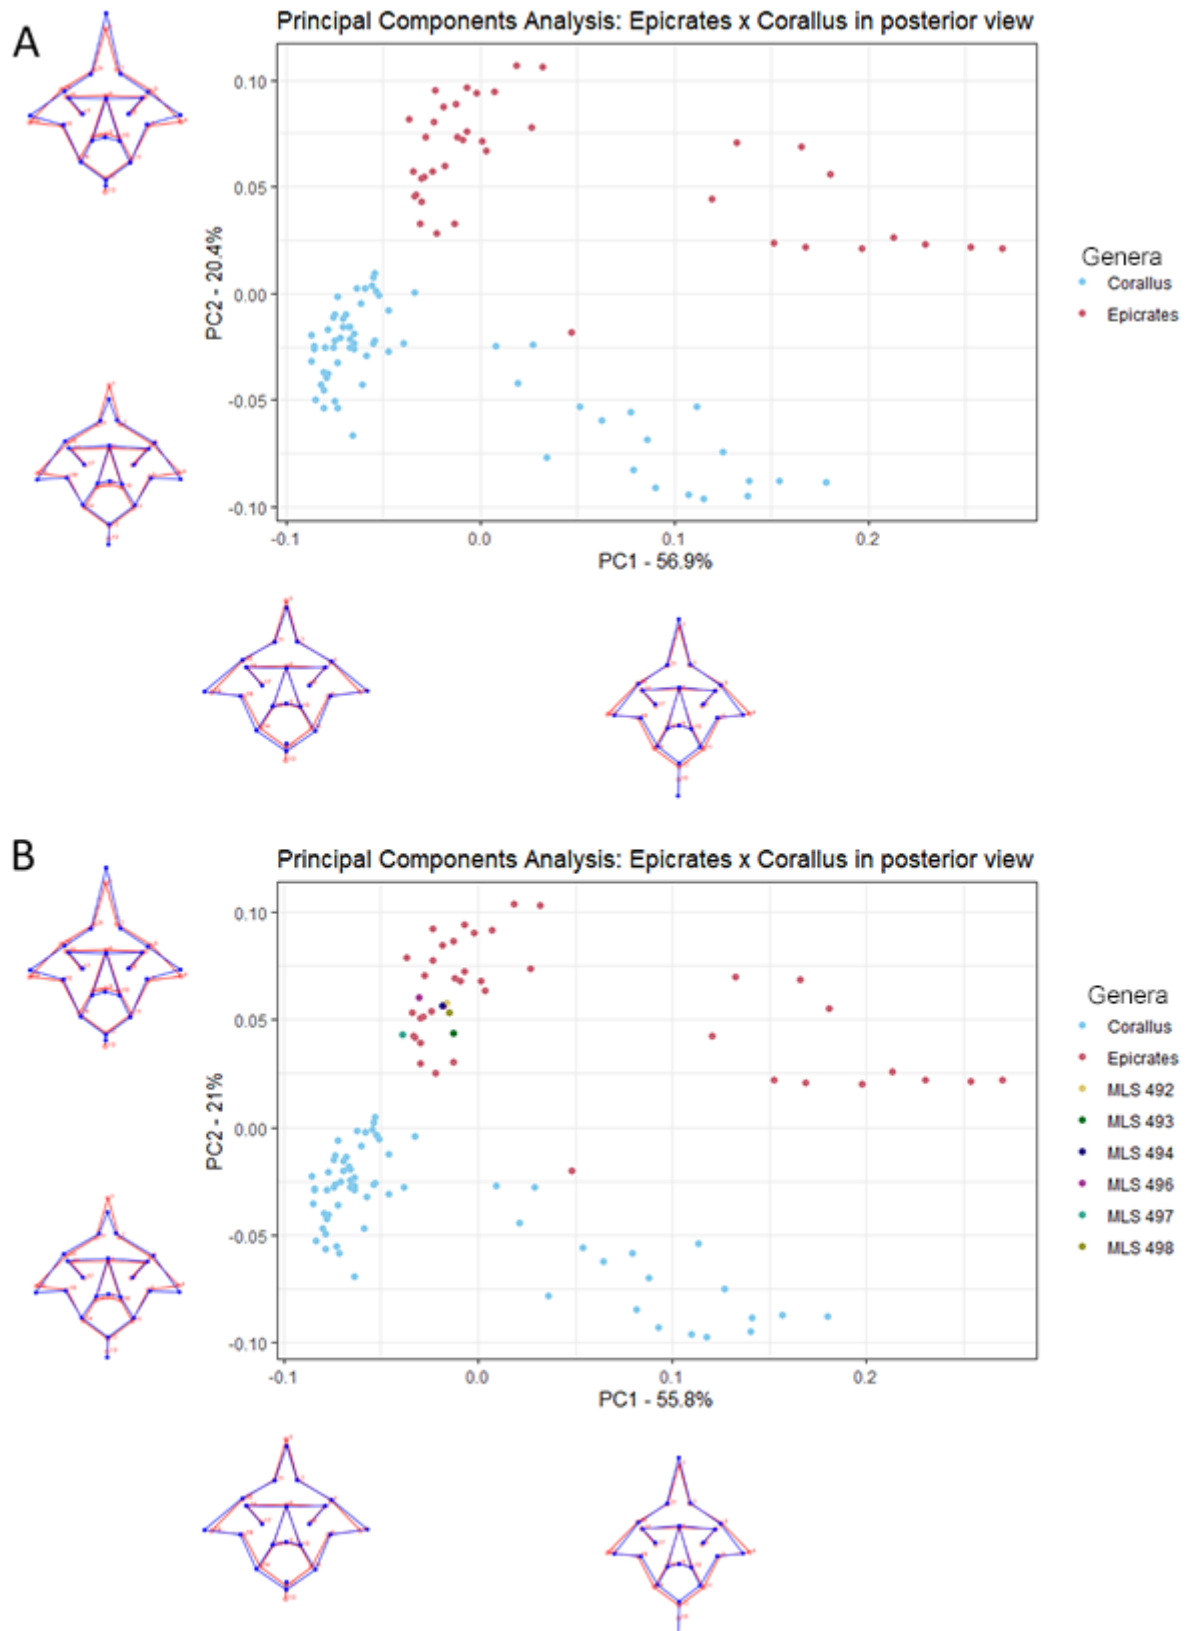 A
Principal Components Analysis: Epicrates x Corallus in posterior view
0.10
0.05
0.00
-0.05
-0.10
PC2 - 20.4%
-0.1
0.0
0.1
0.2
PC1 - 56.9%
Genera
Corallus
Epicrates
B
Principal Components Analysis: Epicrates x Corallus in posterior view
0.10
0.05
0.00
-0.05
-0.10
PC2 - 21%
-0.1
0.0
0.1
0.2
PC1 - 55.8%
Genera
Corallus
Epicrates
MLS 492
MLS 493
MLS 494
MLS 496
MLS 497
MLS 498